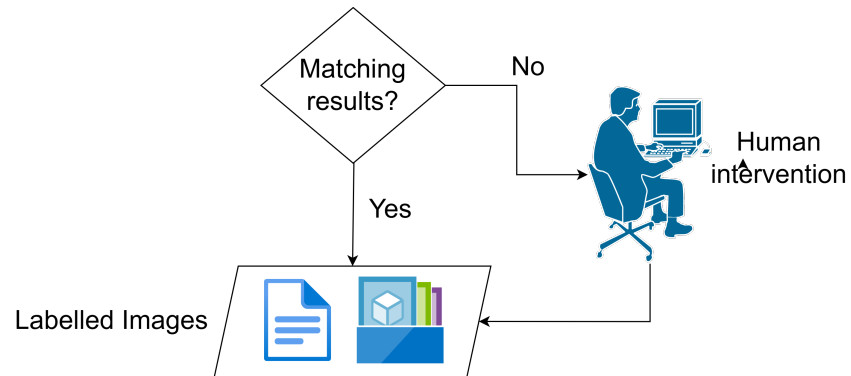 Matching
results?
No
Human
intervention
Yes
Labelled Images